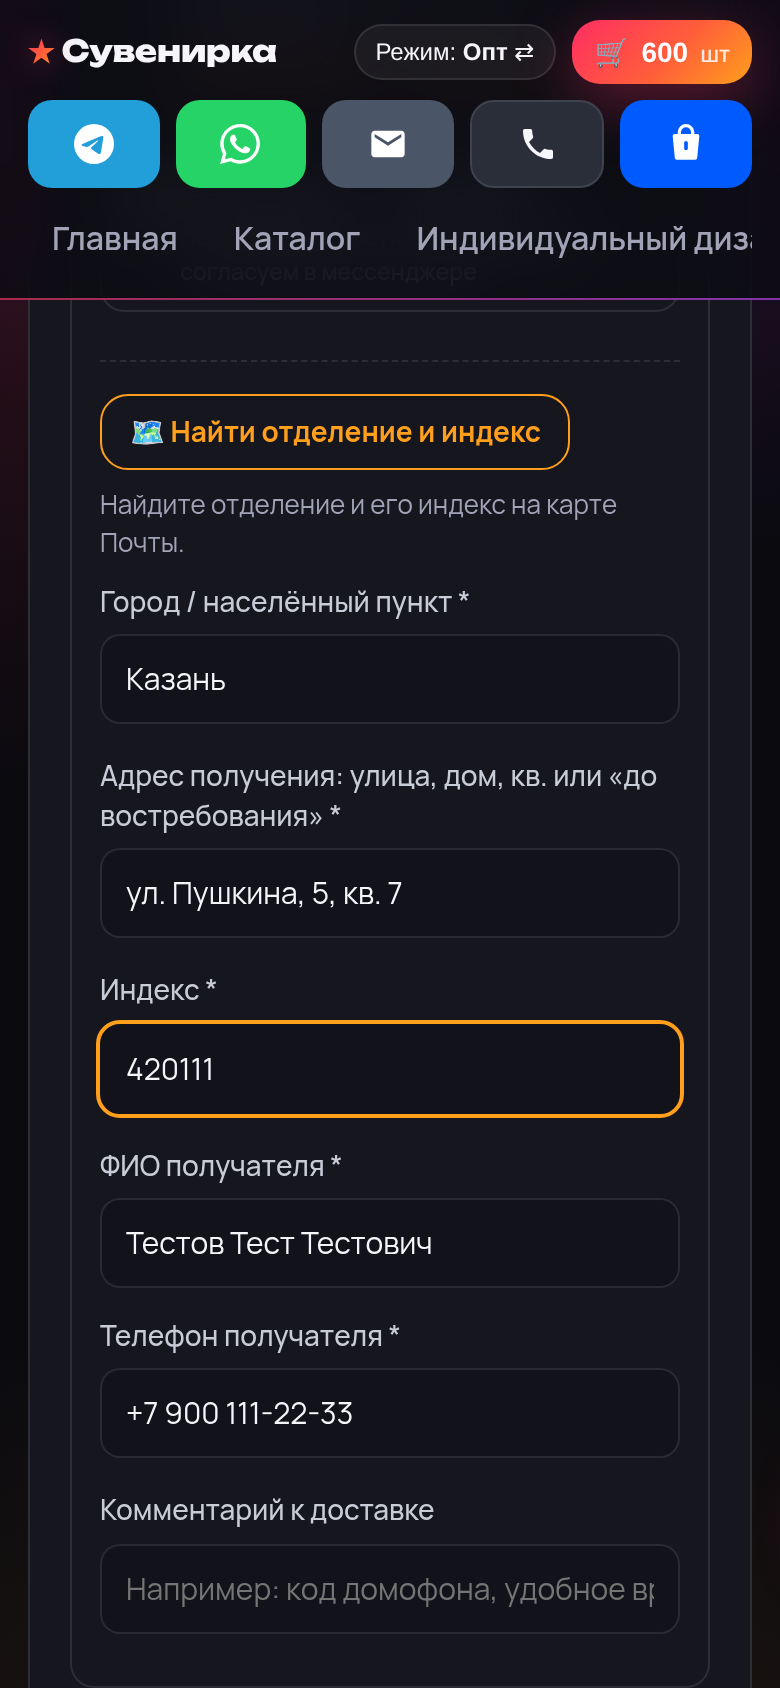 ★ Сувенирка
Режим: Опт ⇄
600 шт
Главная Каталог Индивидуальный диз
согласуем в мессенджере
Найти отделение и индекс
Найдите отделение и его индекс на карте
Почты.
Город / населённый пункт *
Казань
Адрес получения: улица, дом, кв. или «до
востребования» *
ул. Пушкина, 5, кв. 7
Индекс *
420111
ФИО получателя *
Тестов Тест Тестович
Телефон получателя *
+7 900 111-22-33
Комментарий к доставке
Например: код домофона, удобное в